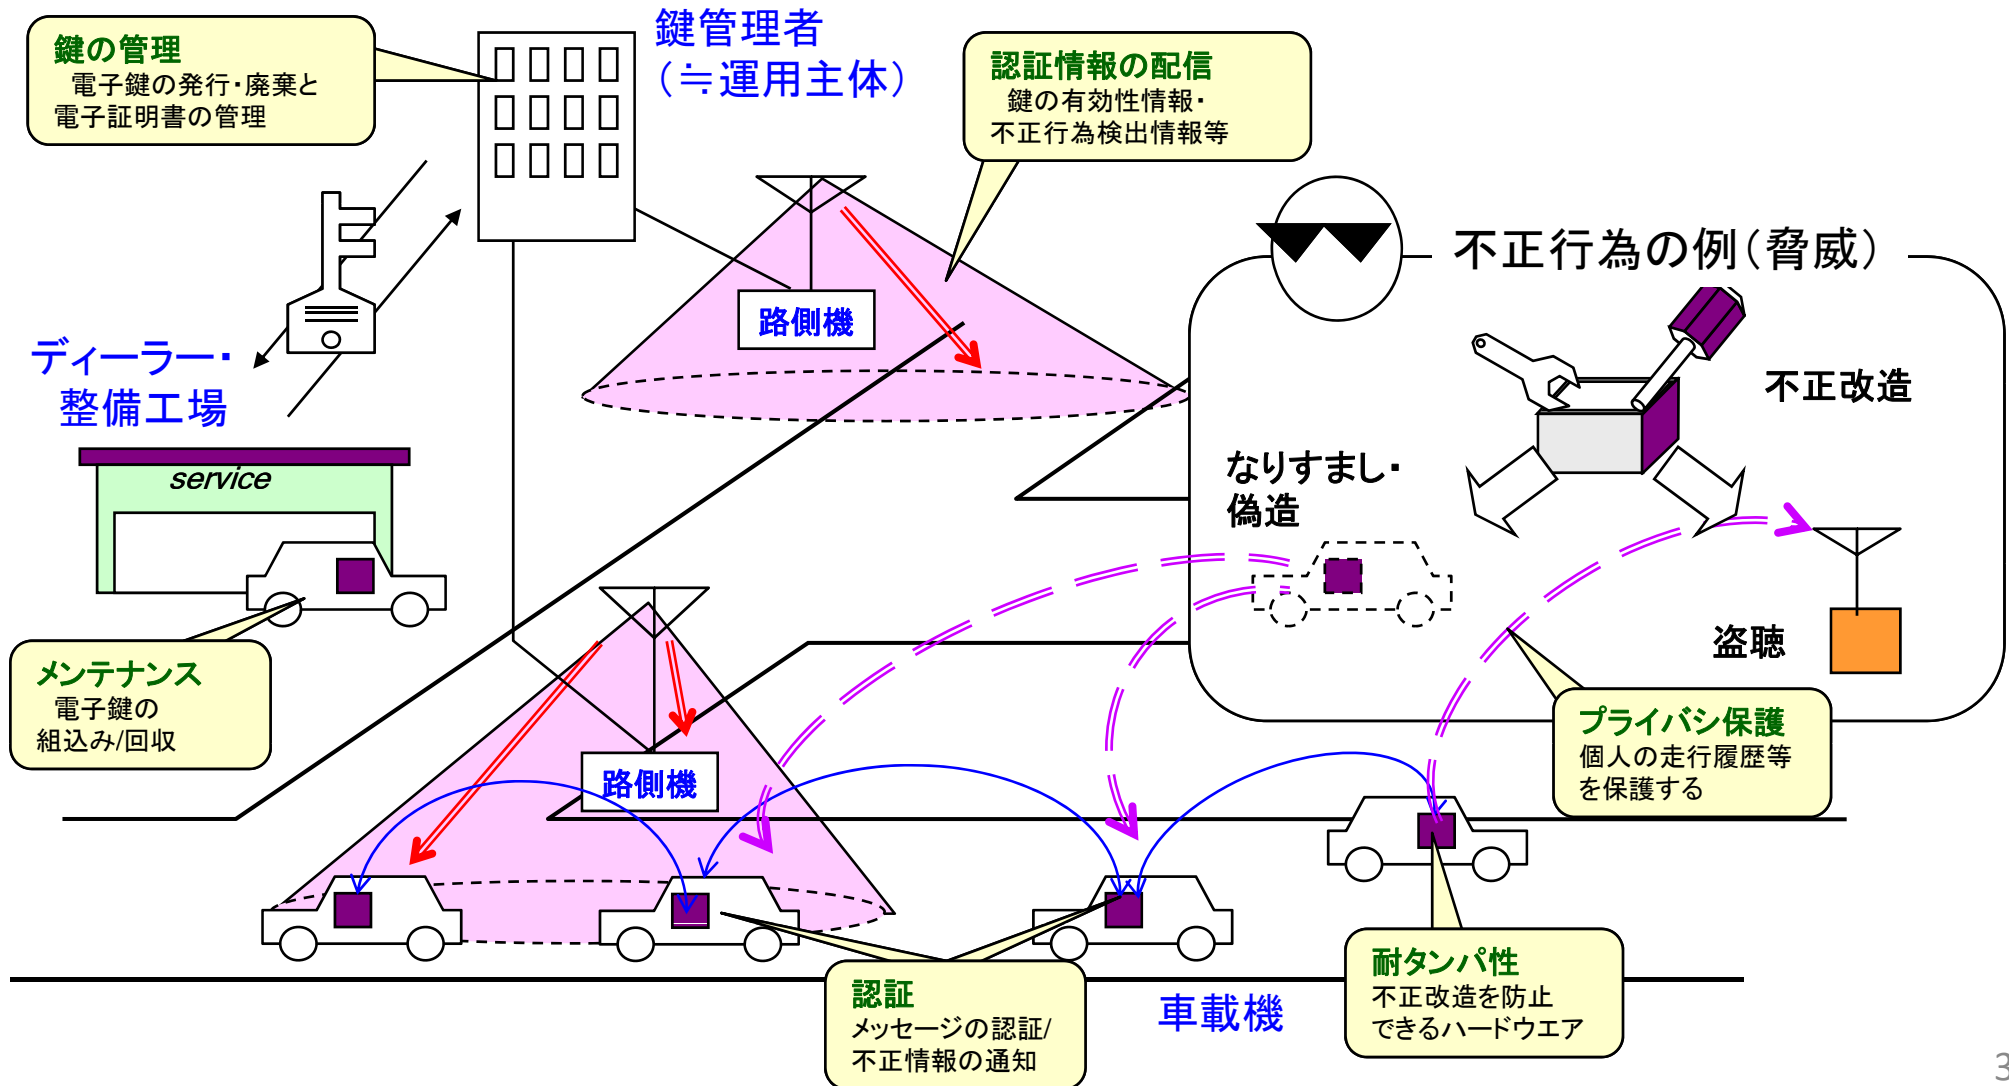 鍵の管理
電子鍵の発行・廃棄と
電子証明書の管理
鍵管理者
（≒運用主体）
認証情報の配信
鍵の有効性情報・
不正行為検出情報等
不正行為の例（脅威）
路側機
ディーラー・
整備工場
不正改造
なりすまし・
偽造
service
盗聴
メンテナンス
電子鍵の
組込み/回収
プライバシ保護
個人の走行履歴等
を保護する
路側機
認証
メッセージの認証/
不正情報の通知
車載機
耐タンパ性
不正改造を防止
できるハードウエア
3